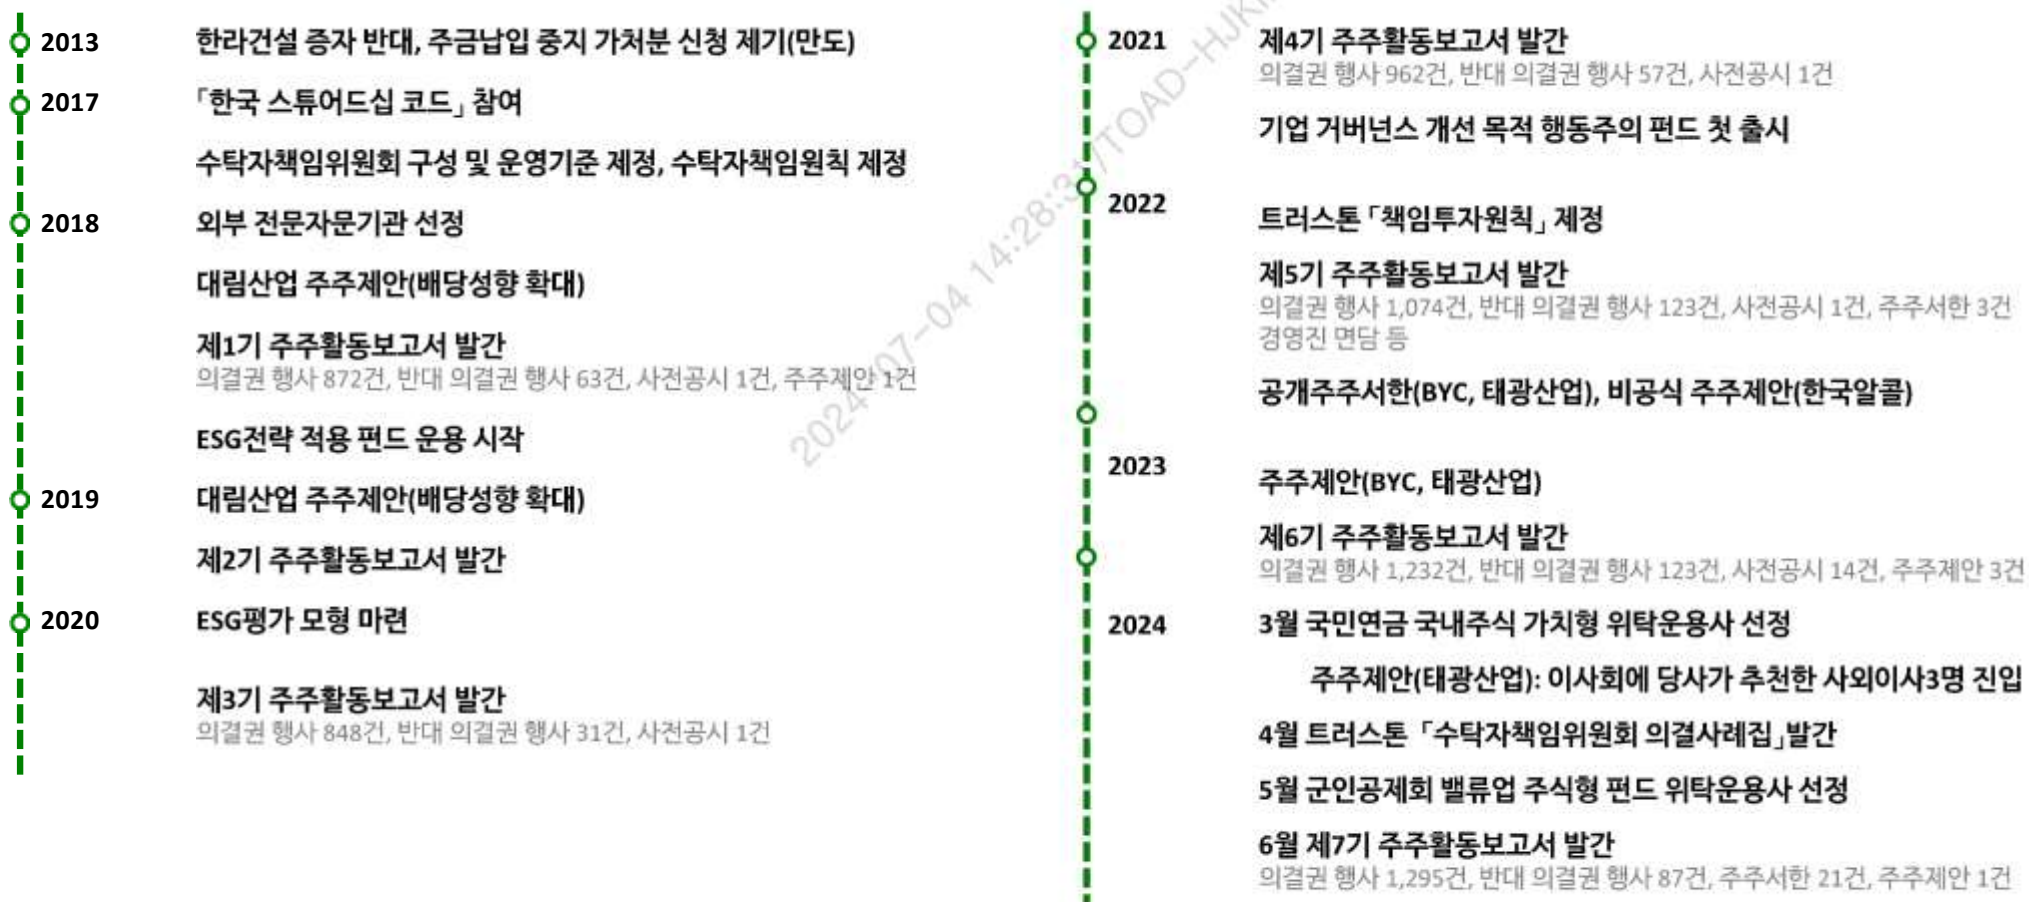 2013 한라건설 증자 반대, 주금납입 중지 가처분 신청 제기(만도)
2017 「한국 스튜어드십 코드」 참여
수탁자책임위원회 구성 및 운영기준 제정, 수탁자책임원칙 제정
2018 외부 전문자문기관 선정
대림산업 주주제안(배당성향 확대)
제1기 주주활동보고서 발간
의결권 행사 872건, 반대 의결권 행사 63건, 사전공시 1건, 주주제안 1건
ESG전략 적용 펀드 운용 시작
2019 대림산업 주주제안(배당성향 확대)
제2기 주주활동보고서 발간
2020 ESG평가 모형 마련
제3기 주주활동보고서 발간
의결권 행사 848건, 반대 의결권 행사 31건, 사전공시 1건
2021 제4기 주주활동보고서 발간
의결권 행사 962건, 반대 의결권 행사 57건, 사전공시 1건
기업 거버넌스 개선 목적 행동주의 펀드 첫 출시
2022 트러스톤 「책임투자원칙」 제정
제5기 주주활동보고서 발간
의결권 행사 1,074건, 반대 의결권 행사 123건, 사전공시 1건, 주주서한 3건
경영진 면담 등
공개주주서한(BYC, 태광산업), 비공식 주주제안(한국알콜)
2023 주주제안(BYC, 태광산업)
제6기 주주활동보고서 발간
의결권 행사 1,232건, 반대 의결권 행사 123건, 사전공시 14건, 주주제안 3건
2024 3월 국민연금 국내주식 가치형 위탁운용사 선정
주주제안(태광산업): 이사회에 당사가 추천한 사외이사3명 진입
4월 트러스톤 「수탁자책임위원회 의결사례집」발간
5월 군인공제회 밸류업 주식형 펀드 위탁운용사 선정
6월 제7기 주주활동보고서 발간
의결권 행사 1,295건, 반대 의결권 행사 87건, 주주서한 21건, 주주제안 1건